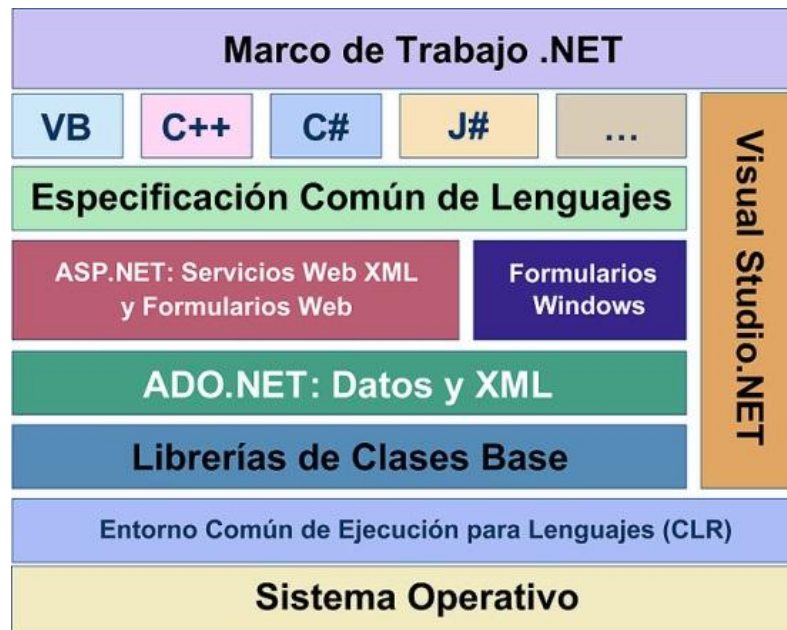 Marco de Trabajo .NET
VB
C++
C#
J#
...
Especificación Común de Lenguajes
ASP.NET: Servicios Web XML
y Formularios Web
Formularios
Windows
ADO.NET: Datos y XML
Librerías de Clases Base
Visual Studio.NET
Entorno Común de Ejecución para Lenguajes (CLR)
Sistema Operativo